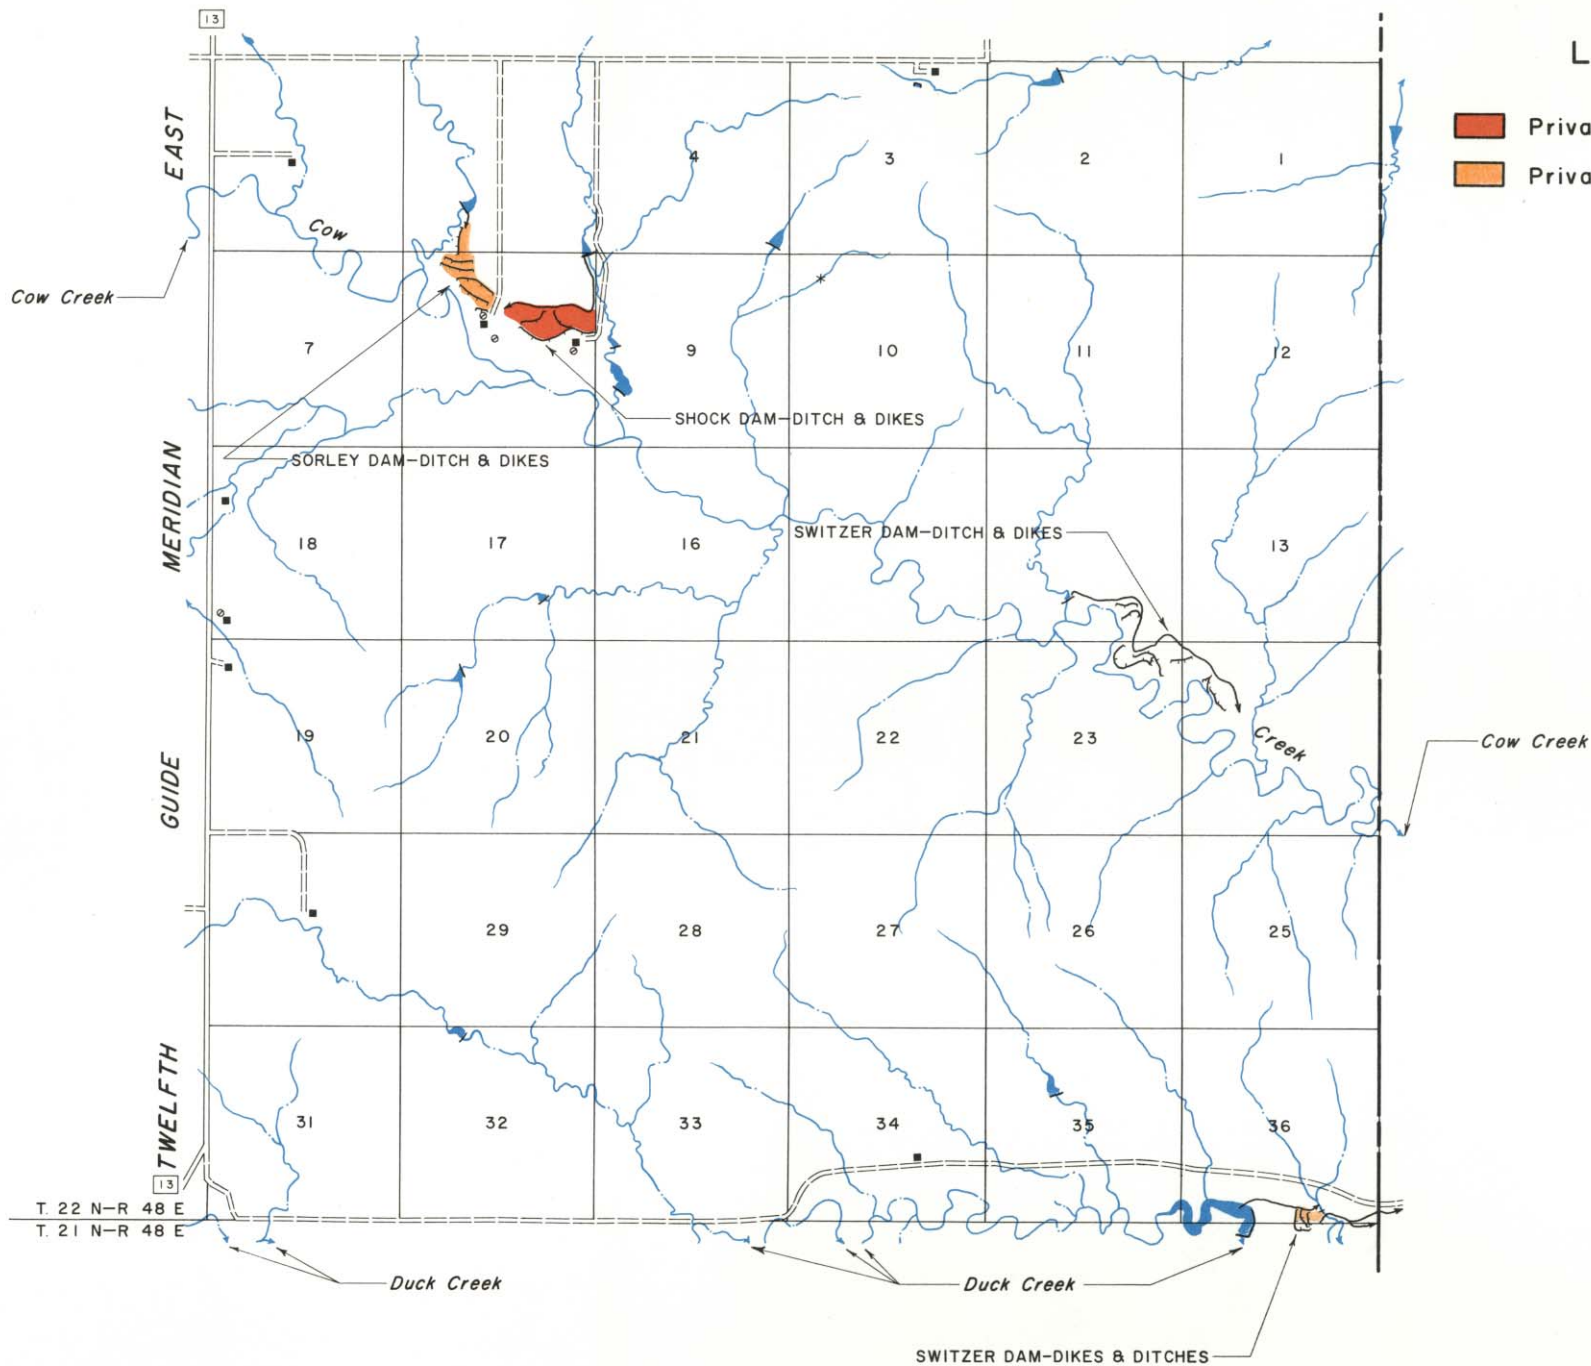 13
L
Priva
Priva
EAST
4
3
2
1
Cow
Cow Creek
7
9
10
11
12
SHOCK DAM–DITCH & DIKES
SORLEY DAM–DITCH & DIKES
MERIDIAN
SWITZER DAM–DITCH & DIKES
18
17
16
13
19
20
21
22
23
Creek
Cow Creek
GUIDE
29
28
27
26
25
TWELFTH
31
32
33
34
35
36
13
T. 22 N–R 48 E
T. 21 N–R 48 E
Duck Creek
Duck Creek
SWITZER DAM–DIKES & DITCHES